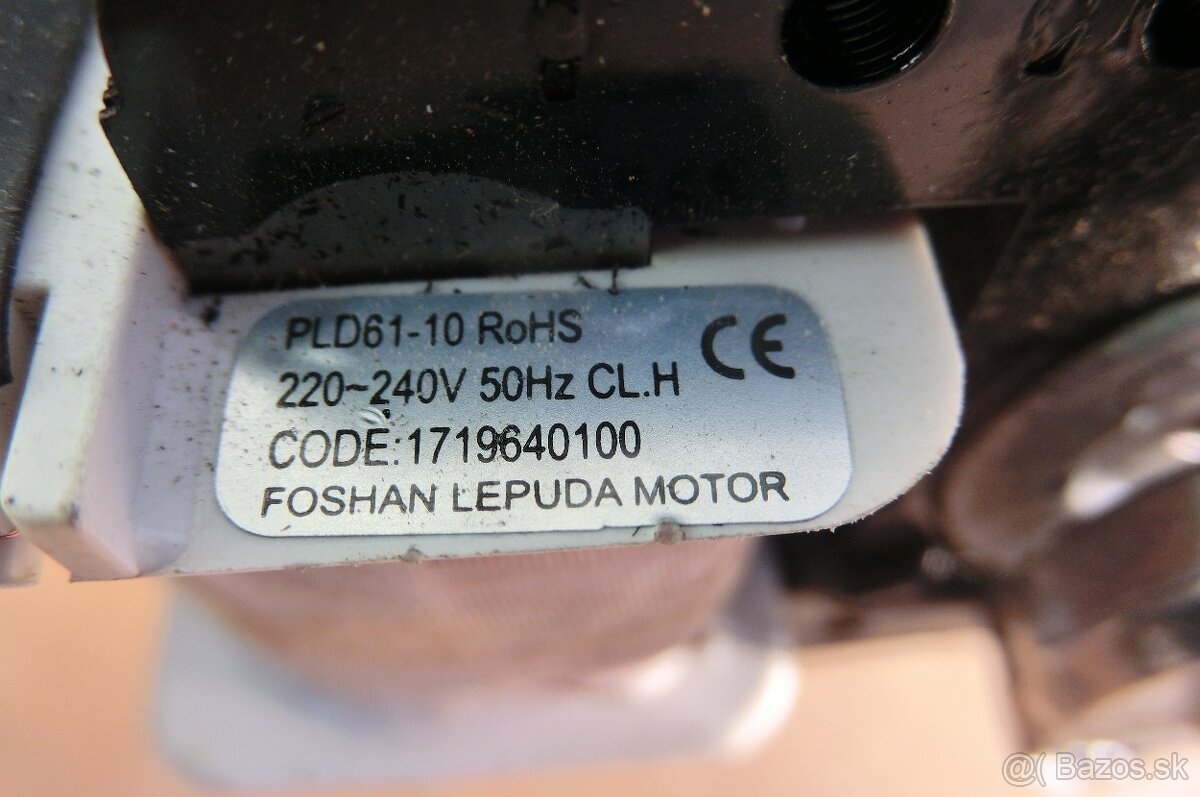 PLD61-10 RoHS CE
220~240V 50Hz CL.H
CODE:1719640100
FOSHAN LEPUDA MOTOR
@( Bazos.sk